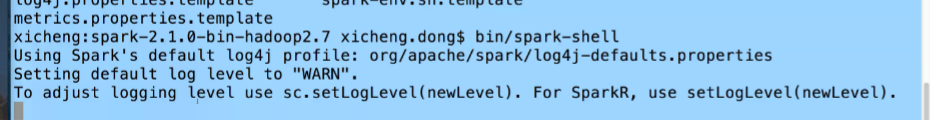 log4j.properties.template spark-env.sh.template
metrics.properties.template
xicheng:spark-2.1.0-bin-hadoop2.7 xicheng.dong$ bin/spark-shell
Using Spark's default log4j profile: org/apache/spark/log4j-defaults.properties
Setting default log level to "WARN".
To adjust logging level use sc.setLogLevel(newLevel). For SparkR, use setLogLevel(newLevel).